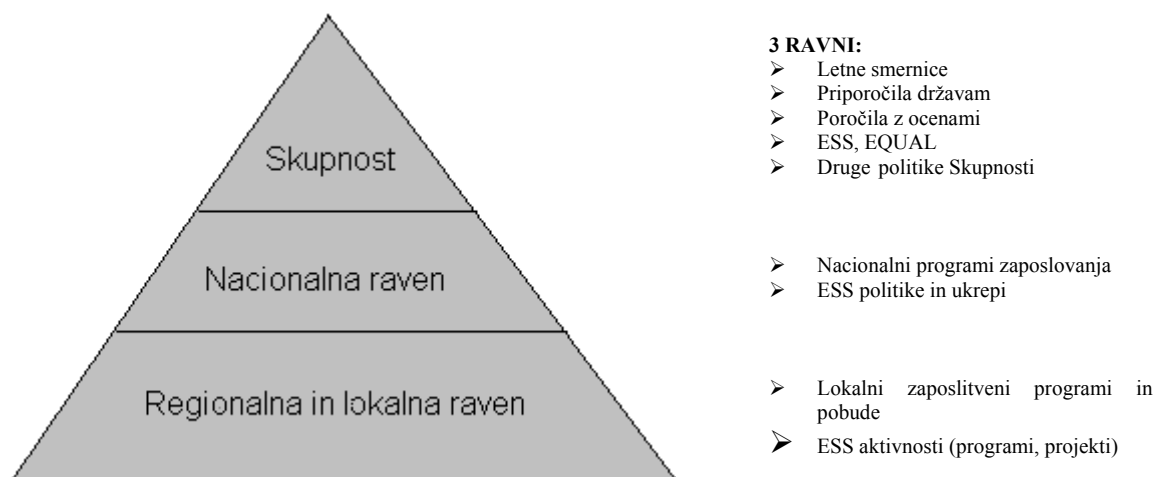 Skupnost
Nacionalna raven
Regionalna in lokalna raven
3 RAVNI:
➢ Letne smernice
➢ Priporočila državam
➢ Poročila z ocenami
➢ ESS, EQUAL
➢ Druge politike Skupnosti
➢ Nacionalni programi zaposlovanja
➢ ESS politike in ukrepi
➢ Lokalni zaposlitveni programi in
pobude
➢ ESS aktivnosti (programi, projekti)